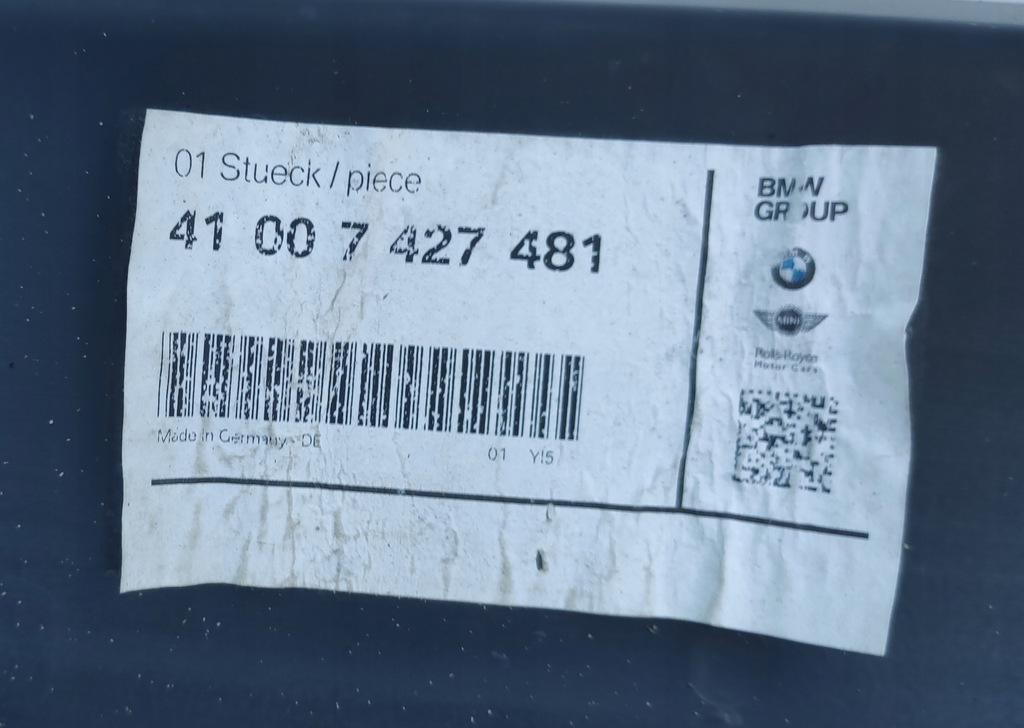 01 Stueck / piece
41 00 7 427 481
Made in Germany - DE
01 Y!5
BMW
GROUP
MINI
Rolls-Royce
Motor Cars